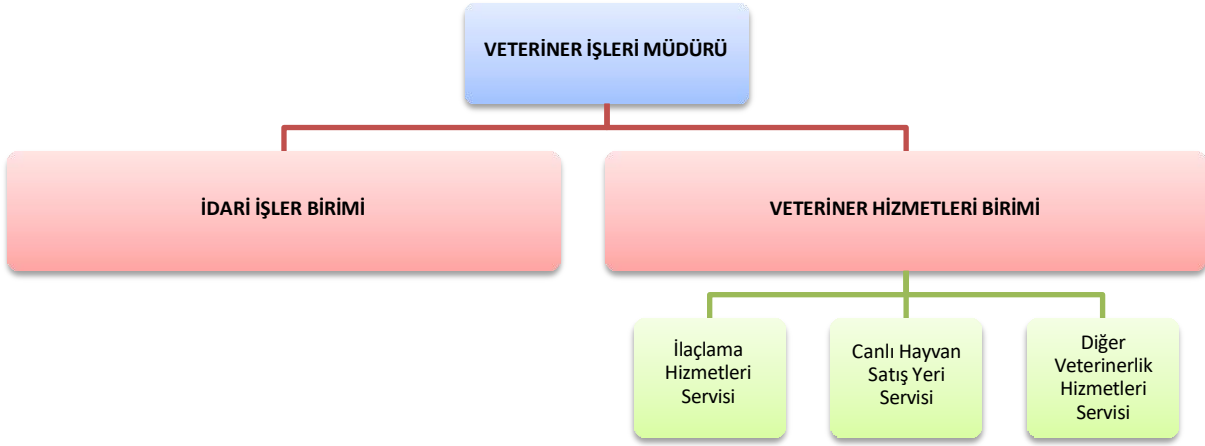 VETERİNER İŞLERİ MÜDÜRÜ
İDARİ İŞLER BİRİMİ
VETERİNER HİZMETLERİ BİRİMİ
İlaçlama
Hizmetleri
Servisi
Canlı Hayvan
Satış Yeri
Servisi
Diğer
Veterinerlik
Hizmetleri
Servisi